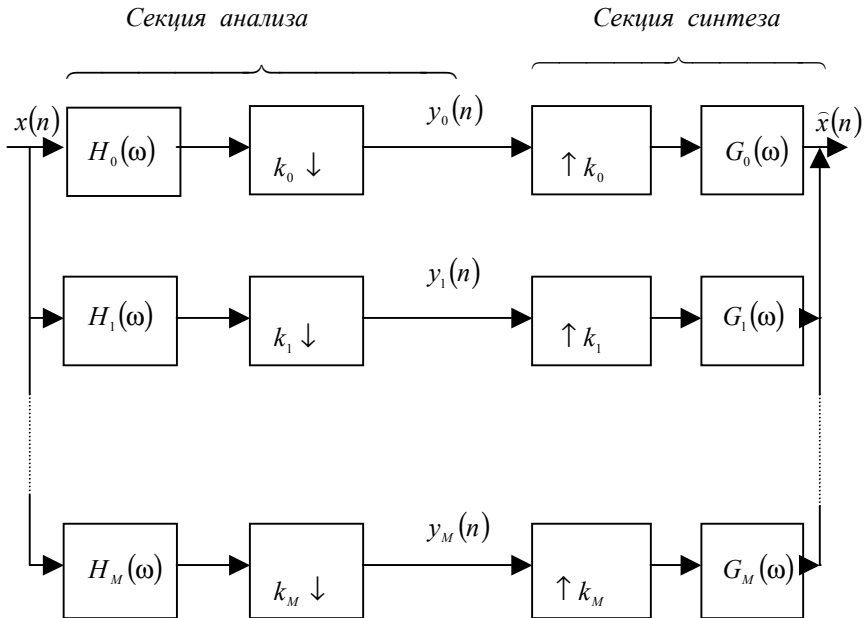 Секция анализа Секция синтеза
x(n) y₀(n) x̂(n)
H₀(ω) k₀ ↓ ↑ k₀ G₀(ω)
y₁(n)
H₁(ω) k₁ ↓ ↑ k₁ G₁(ω)
y_M(n)
H_M(ω) k_M ↓ ↑ k_M G_M(ω)